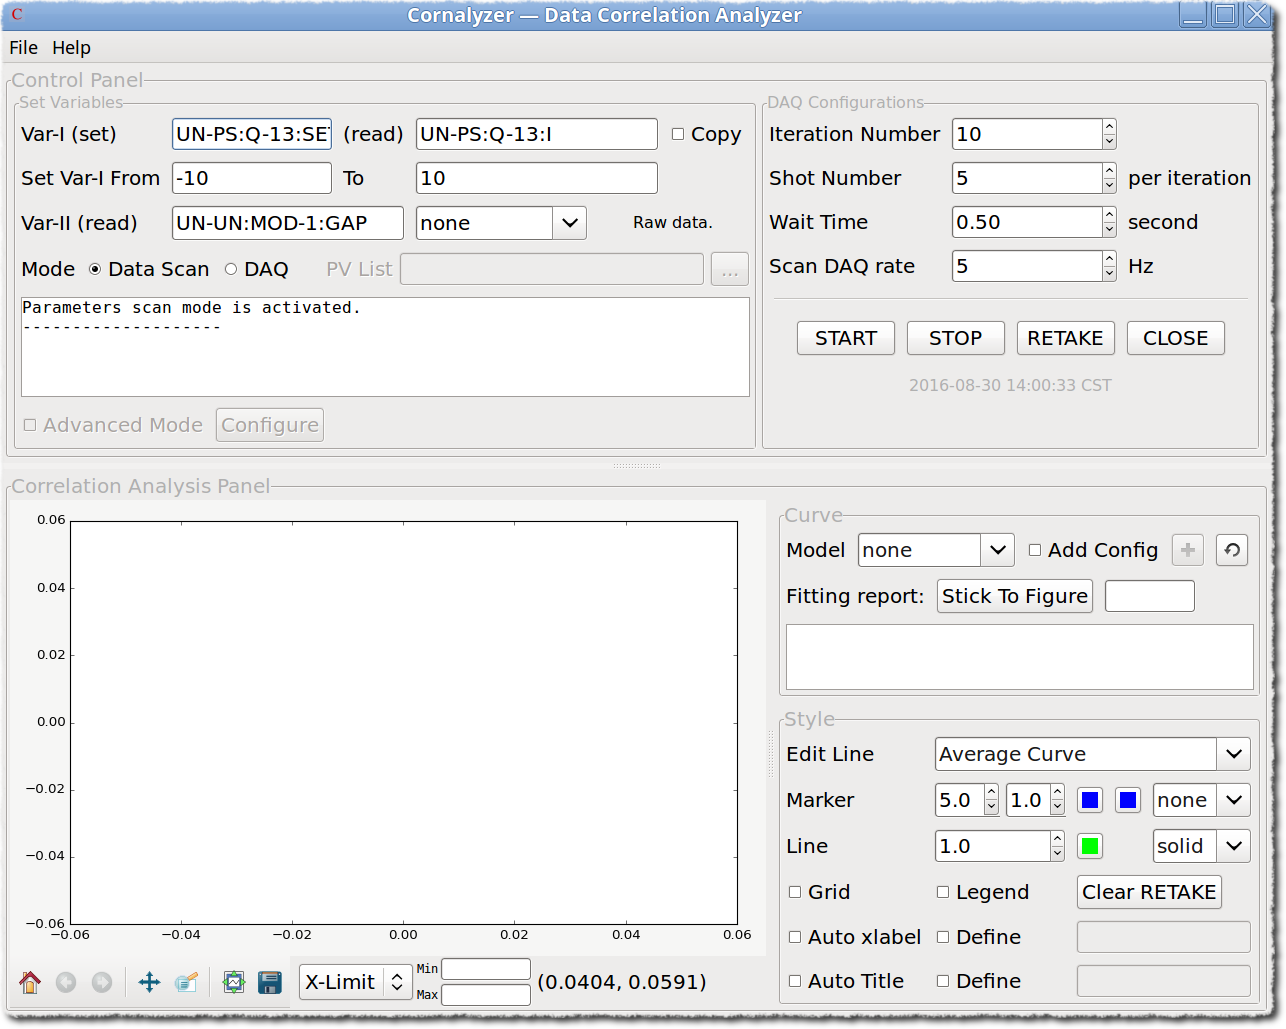 C Cornalyzer — Data Correlation Analyzer
File Help
Control Panel
Set Variables
Var-I (set) UN-PS:Q-13:SE (read) UN-PS:Q-13:I Copy
Set Var-I From -10 To 10
Var-II (read) UN-UN:MOD-1:GAP none Raw data.
Mode Data Scan DAQ PV List ...
Parameters scan mode is activated.
--------------------
Advanced Mode Configure
DAQ Configurations
Iteration Number 10
Shot Number 5 per iteration
Wait Time 0.50 second
Scan DAQ rate 5 Hz
START STOP RETAKE CLOSE
2016-08-30 14:00:33 CST
Correlation Analysis Panel
0.06
0.04
0.02
0.00
−0.02
−0.04
−0.06
−0.06 −0.04 −0.02 0.00 0.02 0.04 0.06
X-Limit Min Max (0.0404, 0.0591)
Curve
Model none Add Config
Fitting report: Stick To Figure
Style
Edit Line Average Curve
Marker 5.0 1.0 none
Line 1.0 solid
Grid Legend Clear RETAKE
Auto xlabel Define
Auto Title Define